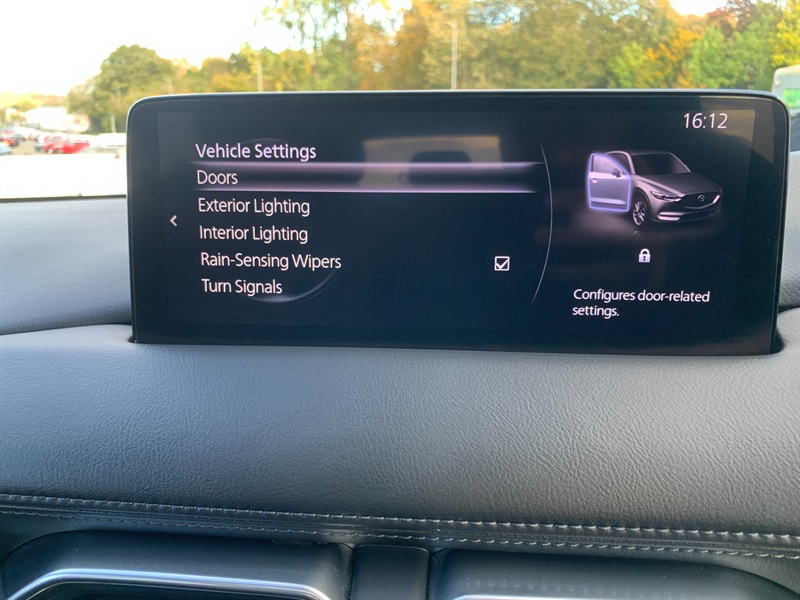 16:12
Vehicle Settings
Doors
Exterior Lighting
Interior Lighting
Rain-Sensing Wipers
Turn Signals
Configures door-related
settings.